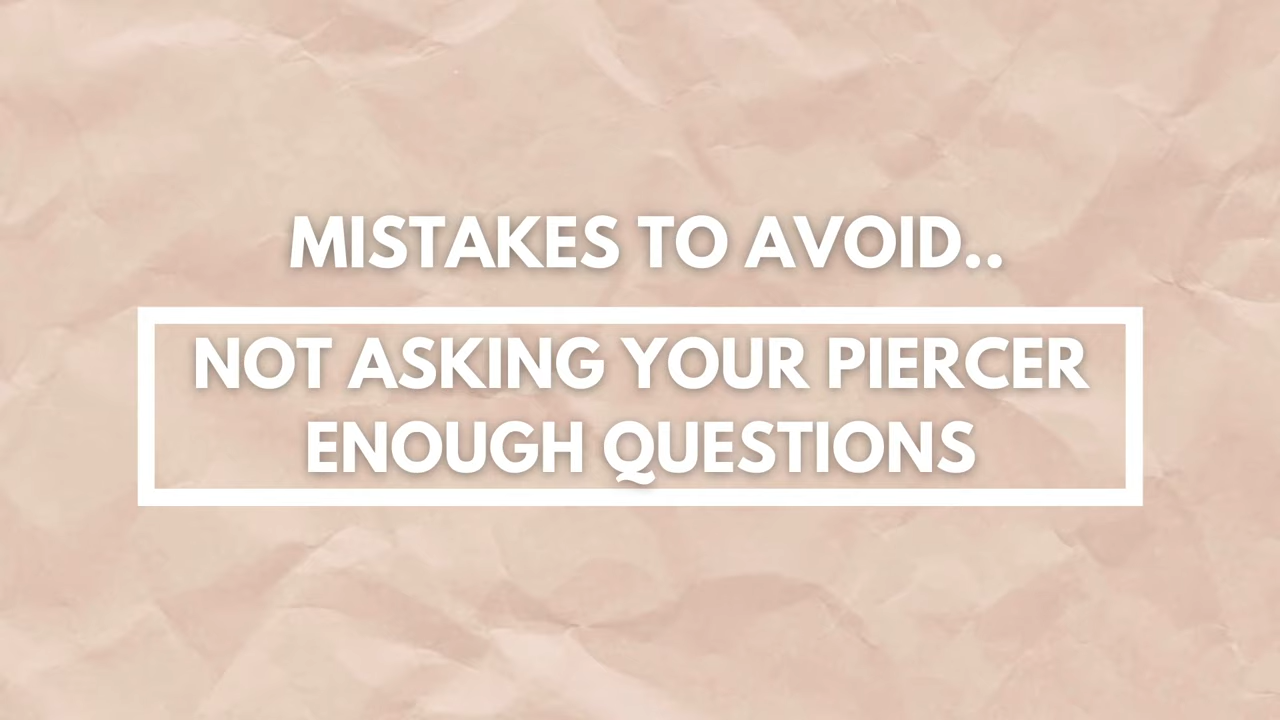 MISTAKES TO AVOID..
NOT ASKING YOUR PIERCER
ENOUGH QUESTIONS